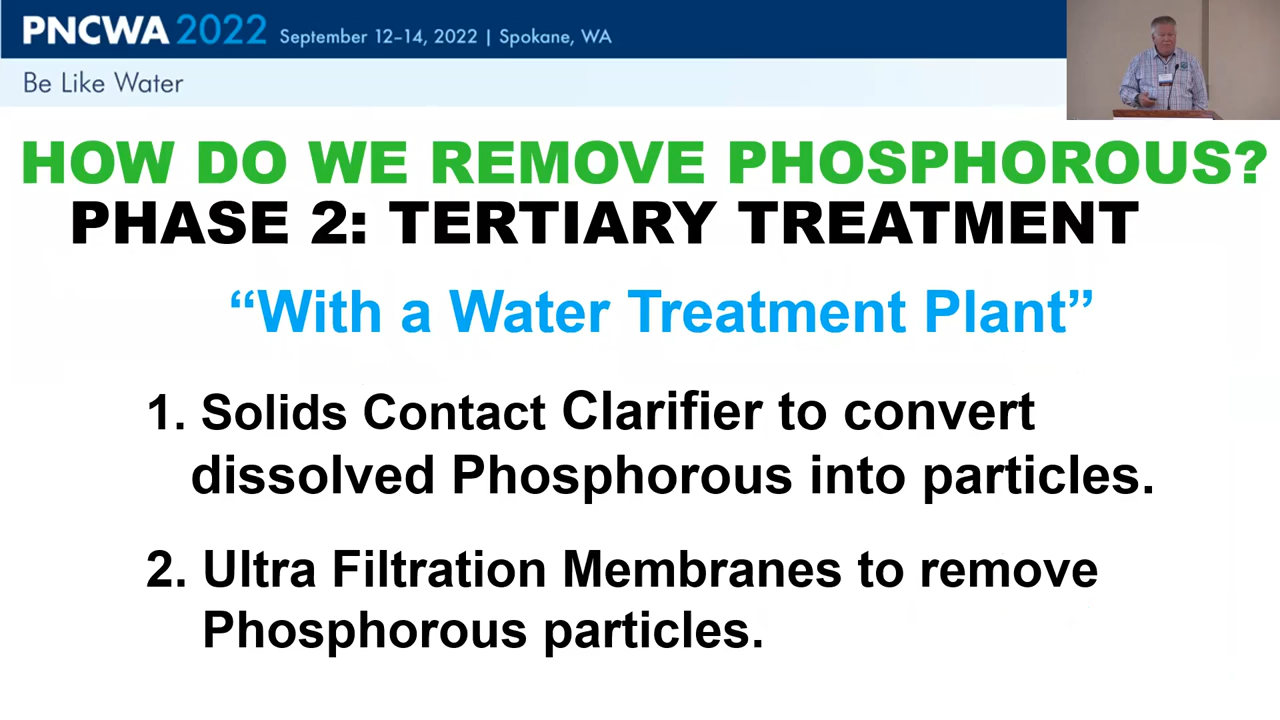 PNCWA 2022 September 12–14, 2022 | Spokane, WA
Be Like Water
HOW DO WE REMOVE PHOSPHOROUS?
PHASE 2: TERTIARY TREATMENT
“With a Water Treatment Plant”
1. Solids Contact Clarifier to convert
dissolved Phosphorous into particles.
2. Ultra Filtration Membranes to remove
Phosphorous particles.